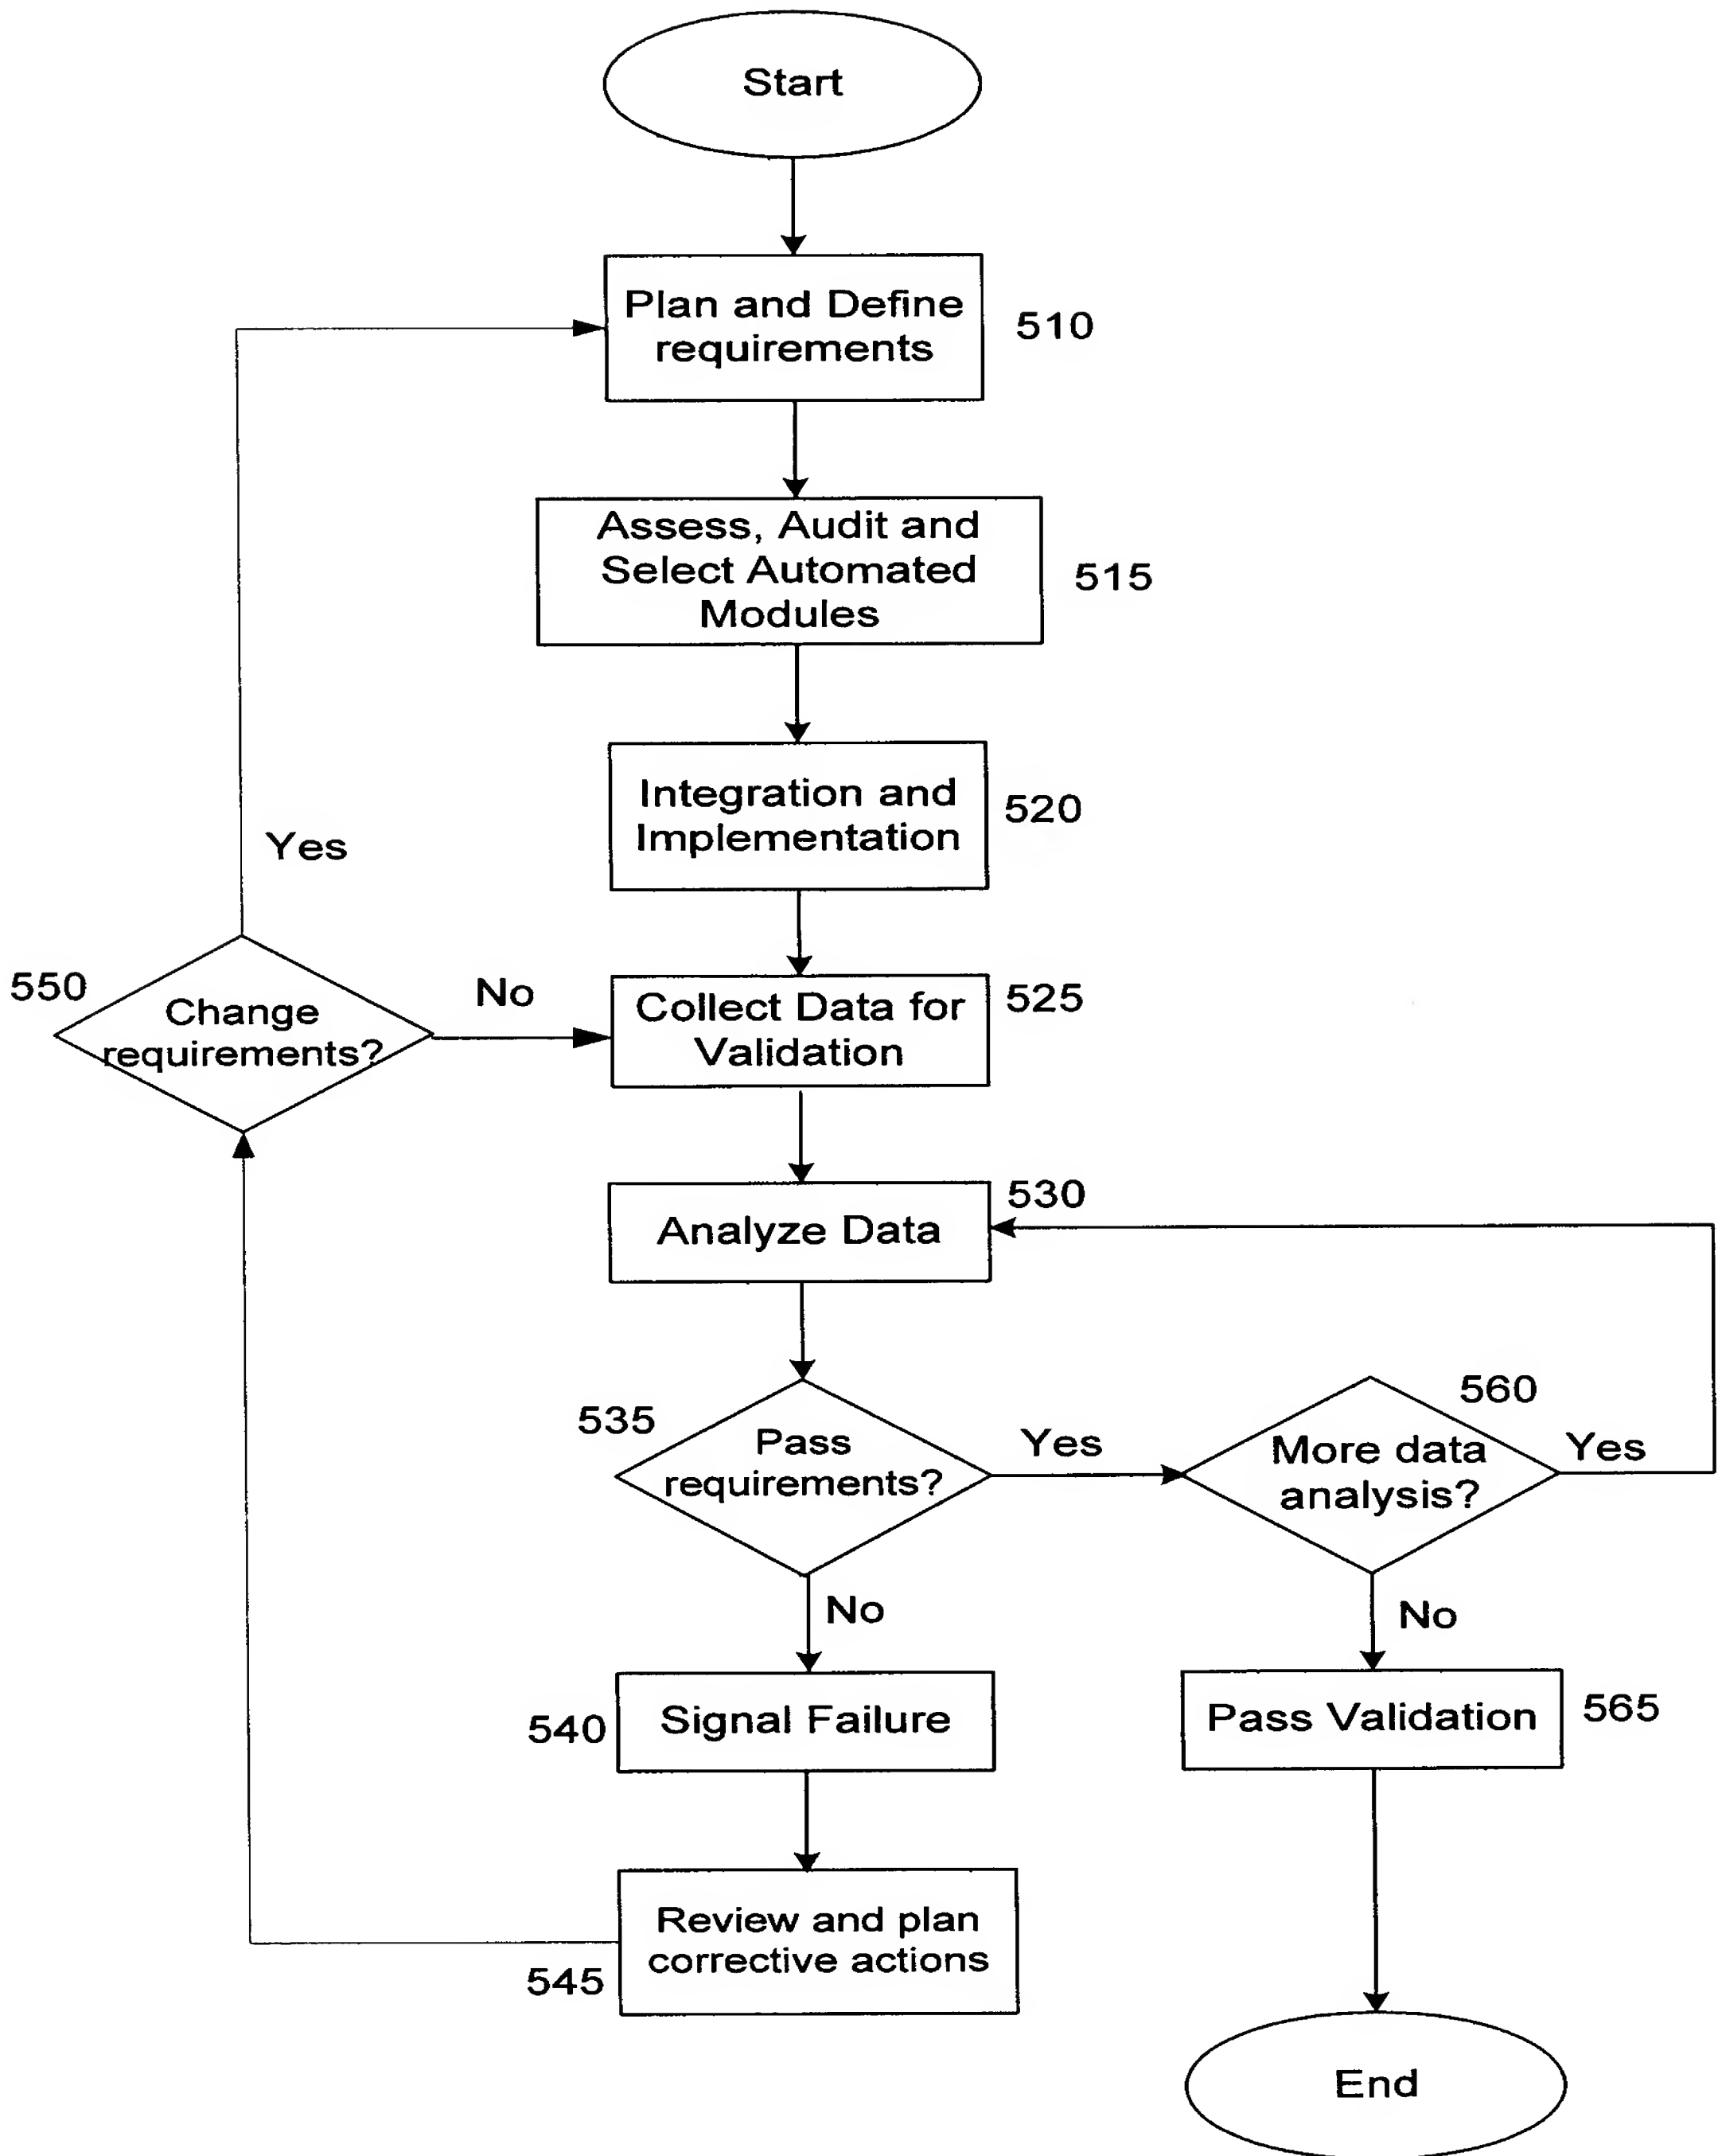 Start
Plan and Define
requirements
510
Assess, Audit and
Select Automated
Modules
515
Integration and
Implementation
520
Yes
550
Change
requirements?
No
Collect Data for
Validation
525
Analyze Data
530
535
Pass
requirements?
Yes
560
More data
analysis?
Yes
No
No
540
Signal Failure
Pass Validation
565
Review and plan
corrective actions
545
End